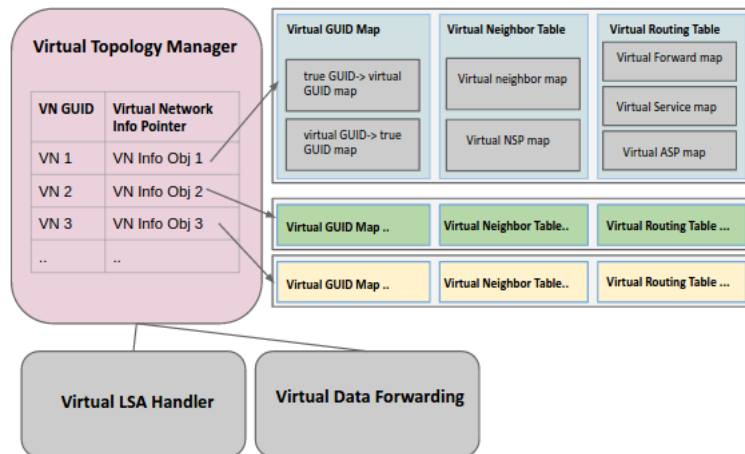 Virtual Topology Manager
VN GUID
Virtual Network
Info Pointer
VN 1
VN Info Obj 1
VN 2
VN Info Obj 2
VN 3
VN Info Obj 3
..
..
Virtual GUID Map
true GUID-> virtual
GUID map
virtual GUID-> true
GUID map
Virtual Neighbor Table
Virtual neighbor map
Virtual NSP map
Virtual Routing Table
Virtual Forward map
Virtual Service map
Virtual ASP map
Virtual GUID Map ..
Virtual Neighbor Table..
Virtual Routing Table ...
Virtual GUID Map ..
Virtual Neighbor Table..
Virtual Routing Table ...
Virtual LSA Handler
Virtual Data Forwarding